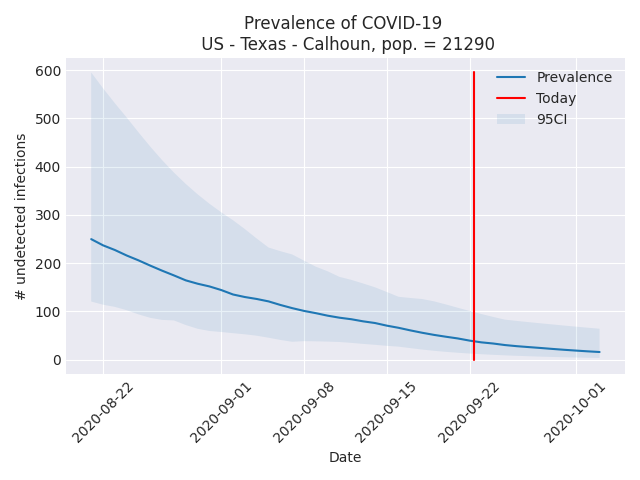 Prevalence of COVID-19
US - Texas - Calhoun, pop. = 21290
600
500
400
300
200
100
0
# undetected infections
Prevalence
Today
95CI
2020-08-22
2020-09-01
2020-09-08
2020-09-15
2020-09-22
2020-10-01
Date